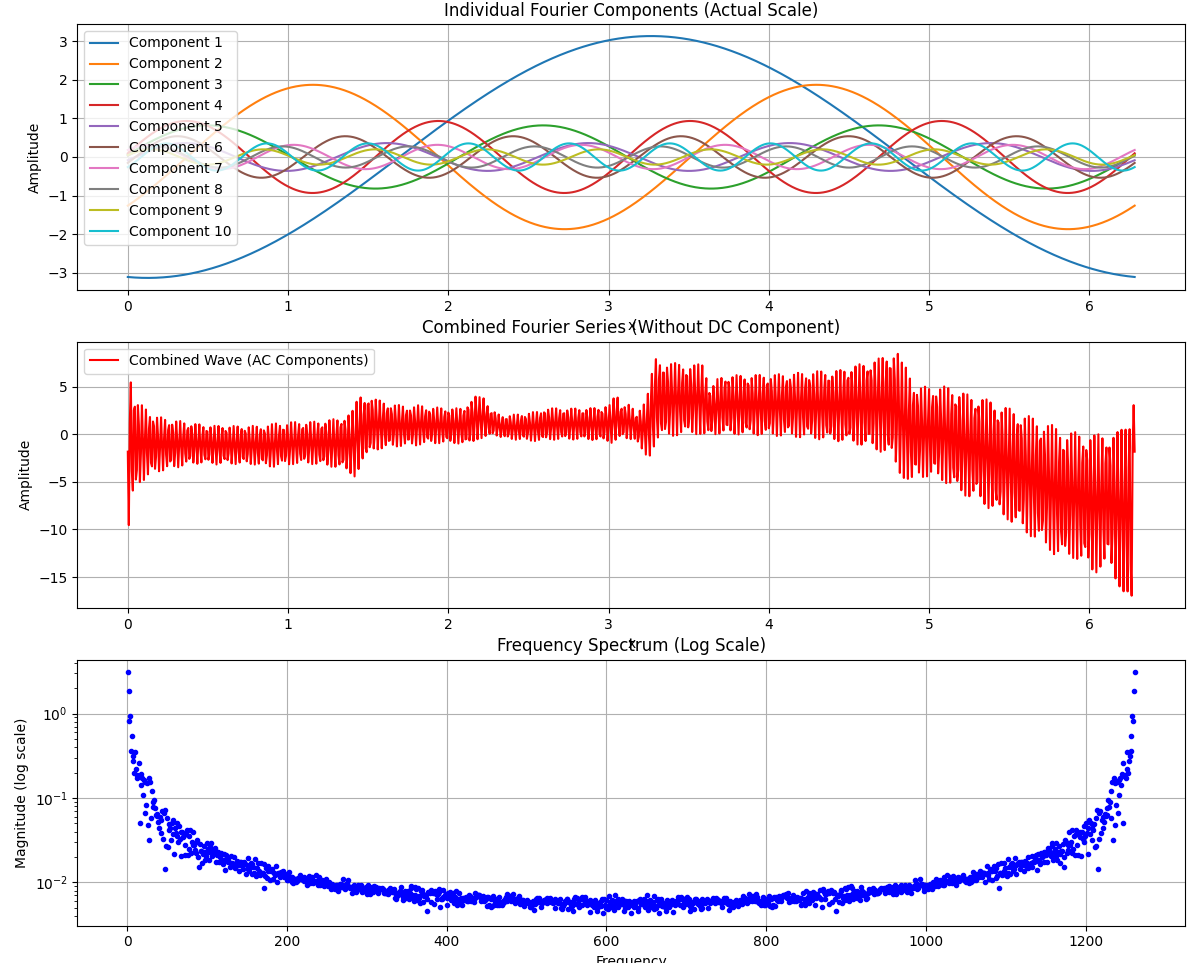 Individual Fourier Components (Actual Scale)
Amplitude
3
2
1
0
−1
−2
−3
Component 1
Component 2
Component 3
Component 4
Component 5
Component 6
Component 7
Component 8
Component 9
Component 10
0 1 2 3 4 5 6
x
Combined Fourier Series (Without DC Component)
Amplitude
5
0
−5
−10
−15
Combined Wave (AC Components)
0 1 2 3 4 5 6
x
Frequency Spectrum (Log Scale)
Magnitude (log scale)
10⁰
10⁻¹
10⁻²
0 200 400 600 800 1000 1200
Frequency